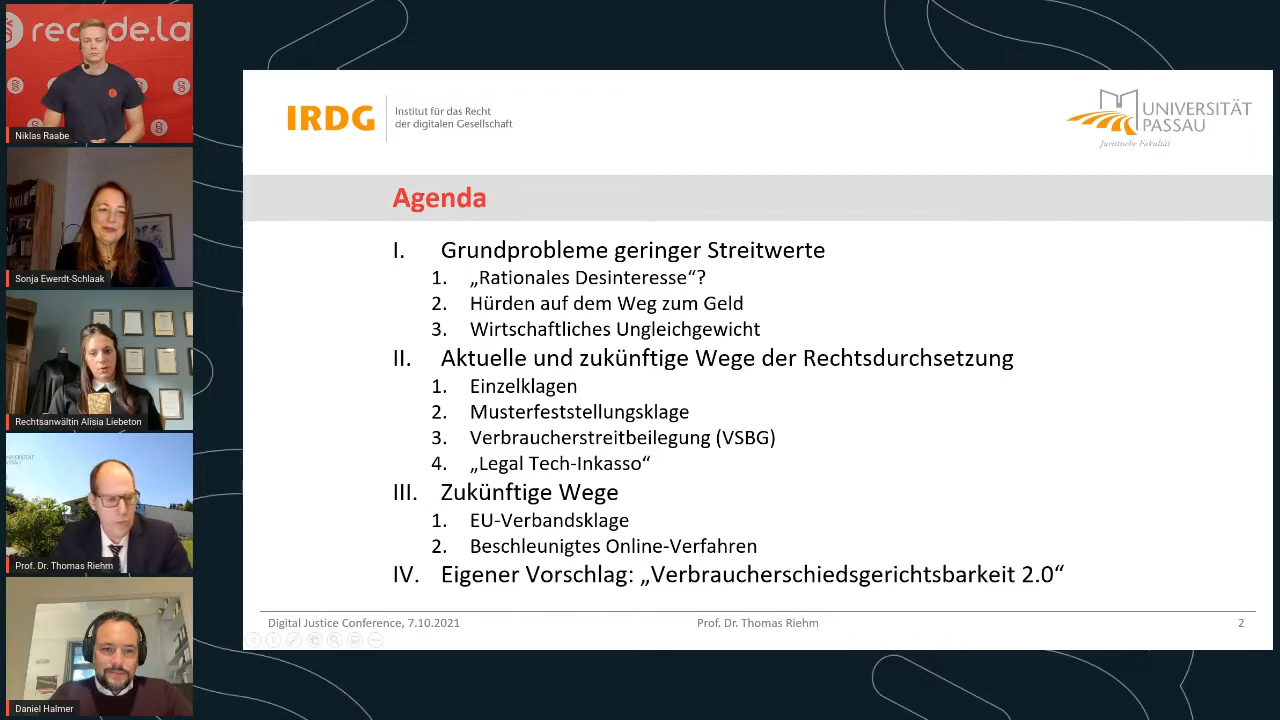 recode.la
Niklas Raabe
Sonja Ewerdt-Schlaak
Rechtsanwältin Alisia Liebeton
UNIVERSITÄT
PASSAU
Prof. Dr. Thomas Riehm
Daniel Halmer
IRDG
Institut für das Recht
der digitalen Gesellschaft
UNIVERSITÄT
PASSAU
Juristische Fakultät
Agenda
I. Grundprobleme geringer Streitwerte
1. „Rationales Desinteresse“?
2. Hürden auf dem Weg zum Geld
3. Wirtschaftliches Ungleichgewicht
II. Aktuelle und zukünftige Wege der Rechtsdurchsetzung
1. Einzelklagen
2. Musterfeststellungsklage
3. Verbraucherstreitbeilegung (VSBG)
4. „Legal Tech-Inkasso“
III. Zukünftige Wege
1. EU-Verbandsklage
2. Beschleunigtes Online-Verfahren
IV. Eigener Vorschlag: „Verbraucherschiedsgerichtsbarkeit 2.0“
Digital Justice Conference, 7.10.2021
Prof. Dr. Thomas Riehm
2